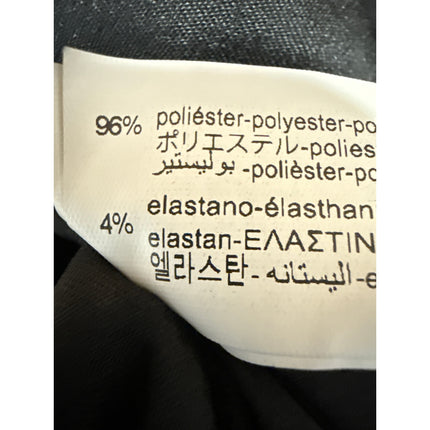 96% poliéster-polyester-po
ポリエステル-polies
بوليستير -polièster-po
4% elastano-élasthan
elastan-ΕΛΑΣΤΙΝ
엘라스탄- اليستانه -e